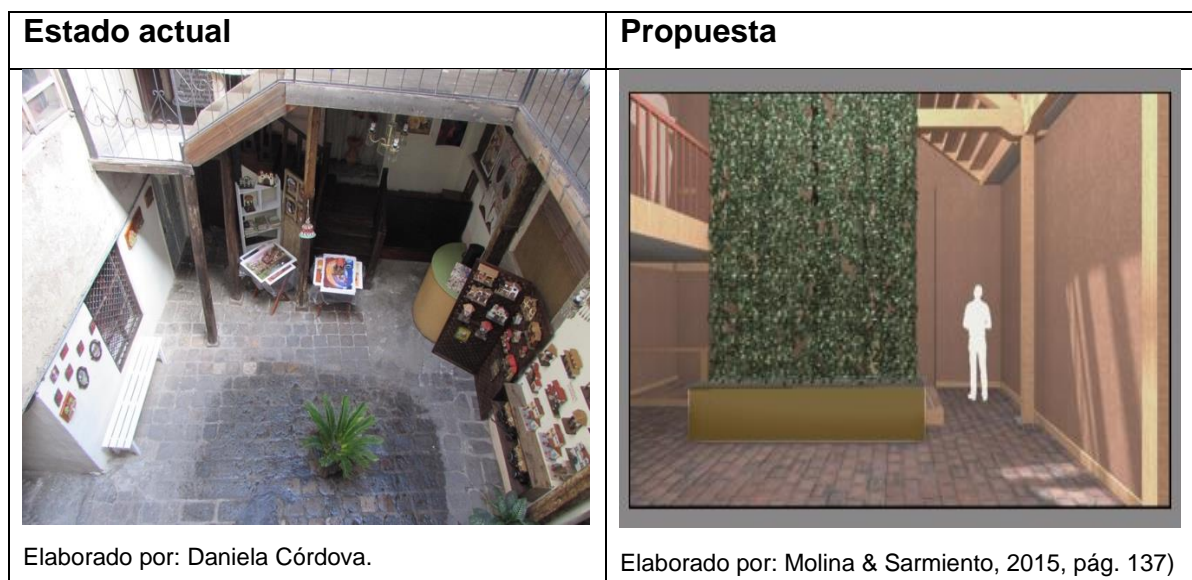 Estado actual
Propuesta
Elaborado por: Daniela Córdova.
Elaborado por: Molina & Sarmiento, 2015, pág. 137)